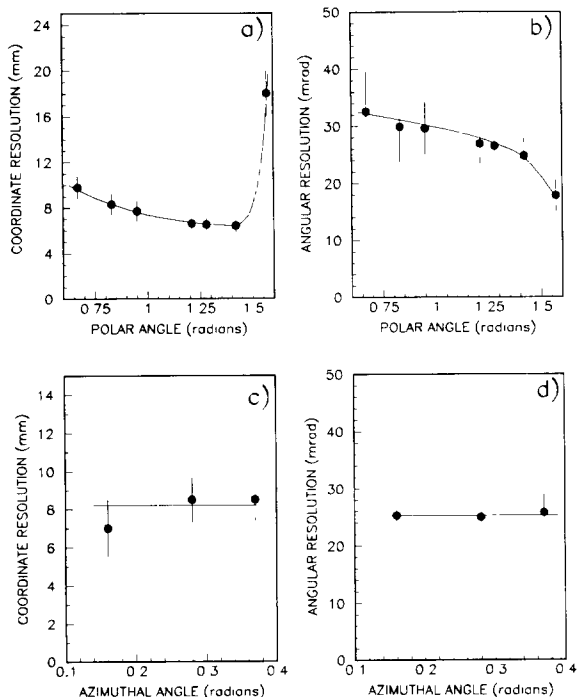 a)
COORDINATE RESOLUTION (mm)
24
20
16
12
8
4
0
0 75 1 1 25 1 5
POLAR ANGLE (radians)
b)
ANGULAR RESOLUTION (mrad)
50
40
30
20
10
0
0 75 1 1 25 1 5
POLAR ANGLE (radians)
c)
COORDINATE RESOLUTION (mm)
14
12
10
8
6
4
2
0
0 1 0 2 0 3 0 4
AZIMUTHAL ANGLE (radians)
d)
ANGULAR RESOLUTION (mrad)
50
40
30
20
10
0
0 1 0 2 0 3 0 4
AZIMUTHAL ANGLE (radians)